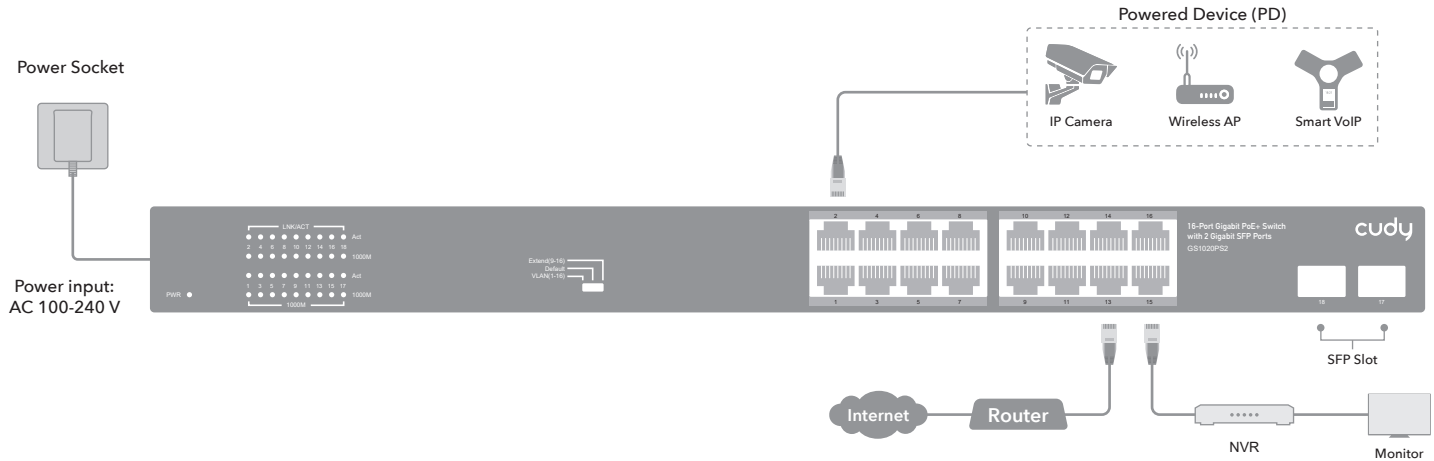 Powered Device (PD)
IP Camera
Wireless AP
Smart VoIP
Power Socket
Power input:
AC 100-240 V
PWR
LNK/ACT
Act
2 4 6 8 10 12 14 16 18
1000M
Act
1 3 5 7 9 11 13 15 17
1000M
1000M
Extend(9-16)
Default
VLAN(1-16)
2 4 6 8
1 3 5 7
10 12 14 16
9 11 13 15
16-Port Gigabit PoE+ Switch
with 2 Gigabit SFP Ports
GS1020PS2
cudy
18 17
SFP Slot
Internet
Router
NVR
Monitor